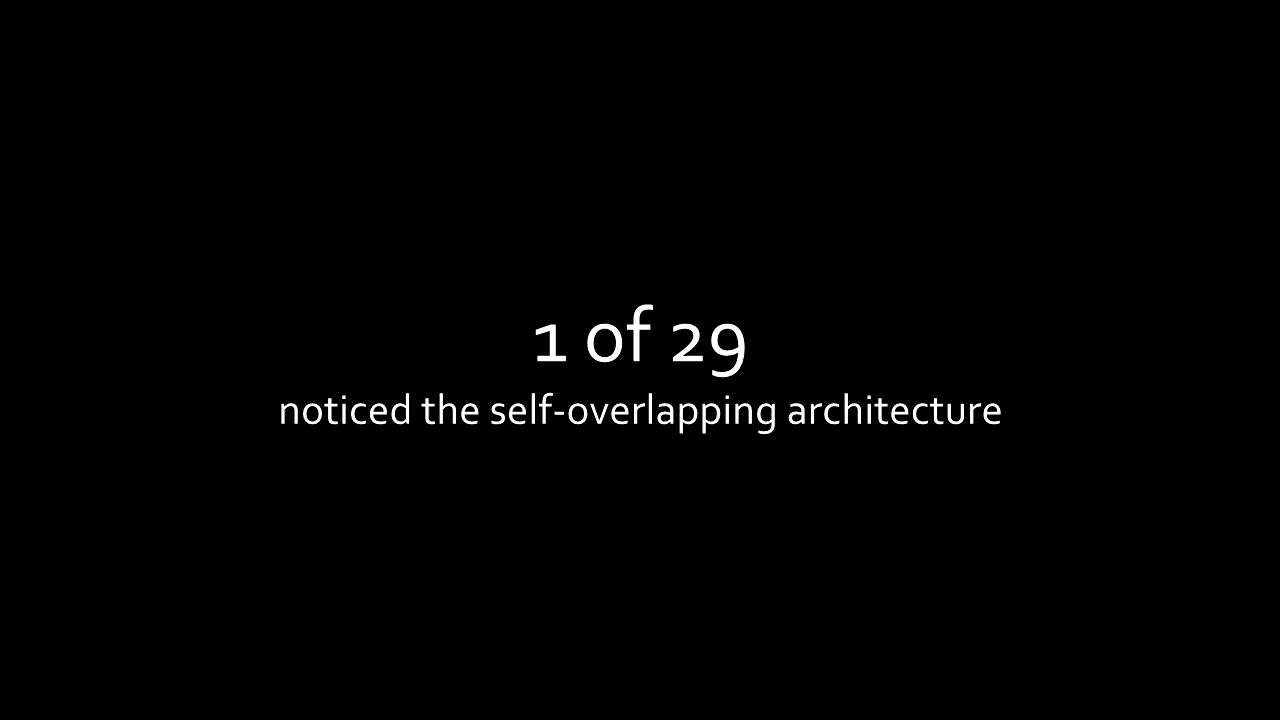 1 of 29
noticed the self-overlapping architecture